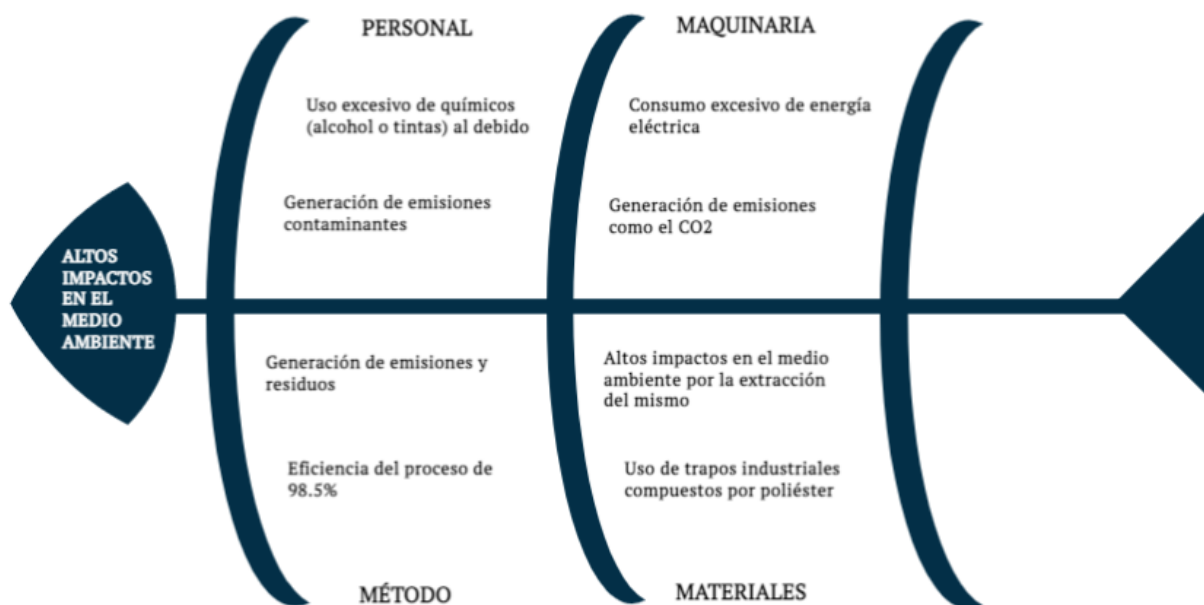 PERSONAL
Uso excesivo de químicos
(alcohol o tintas) al debido
Generación de emisiones
contaminantes
MAQUINARIA
Consumo excesivo de energía
eléctrica
Generación de emisiones
como el CO2
ALTOS
IMPACTOS
EN EL
MEDIO
AMBIENTE
Generación de emisiones y
residuos
Eficiencia del proceso de
98.5%
MÉTODO
Altos impactos en el medio
ambiente por la extracción
del mismo
Uso de trapos industriales
compuestos por poliéster
MATERIALES